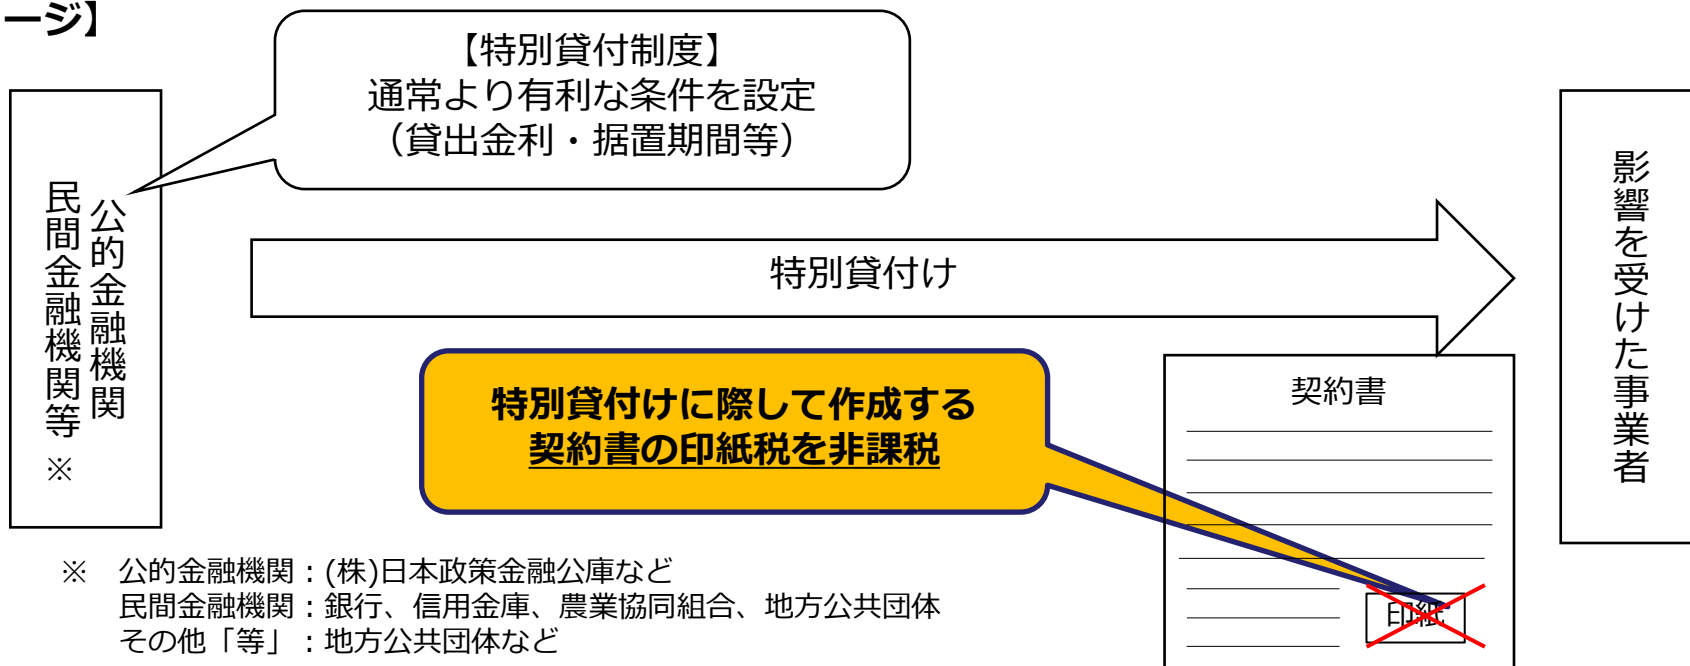 ージ】
【特別貸付制度】
通常より有利な条件を設定
（貸出金利・据置期間等）
公的金融機関
民間金融機関等※
特別貸付け
影響を受けた事業者
特別貸付けに際して作成する
契約書の印紙税を非課税
契約書
印紙
※　公的金融機関：(株)日本政策金融公庫など
民間金融機関：銀行、信用金庫、農業協同組合、地方公共団体
その他「等」：地方公共団体など